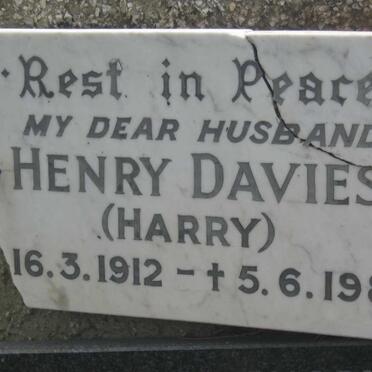 Rest in Peace
MY DEAR HUSBAND
HENRY DAVIES
(HARRY)
16.3.1912 – † 5.6.198